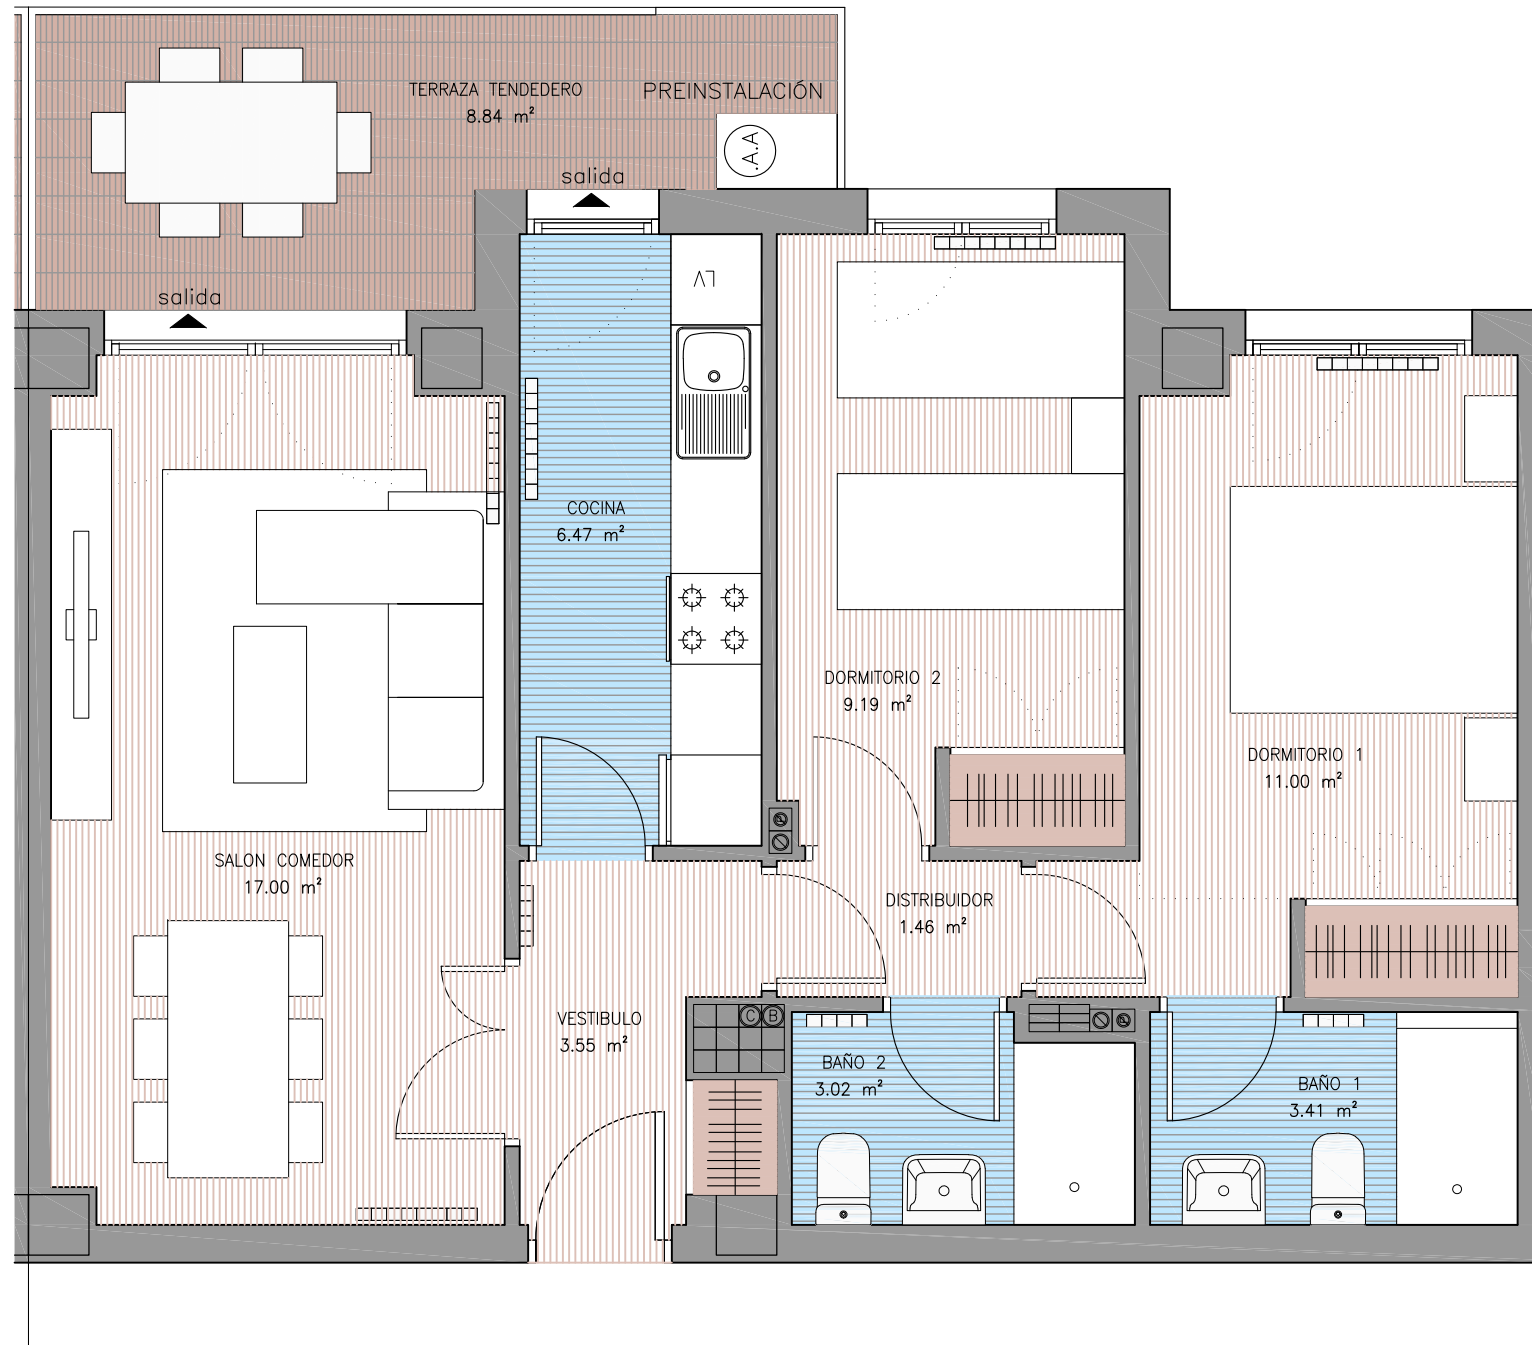 TERRAZA TENDEDERO
8.84 m²
PREINSTALACIÓN
A.A.
salida
salida
LV
COCINA
6.47 m²
DORMITORIO 2
9.19 m²
DORMITORIO 1
11.00 m²
SALON COMEDOR
17.00 m²
DISTRIBUIDOR
1.46 m²
VESTIBULO
3.55 m²
C B
BAÑO 2
3.02 m²
BAÑO 1
3.41 m²